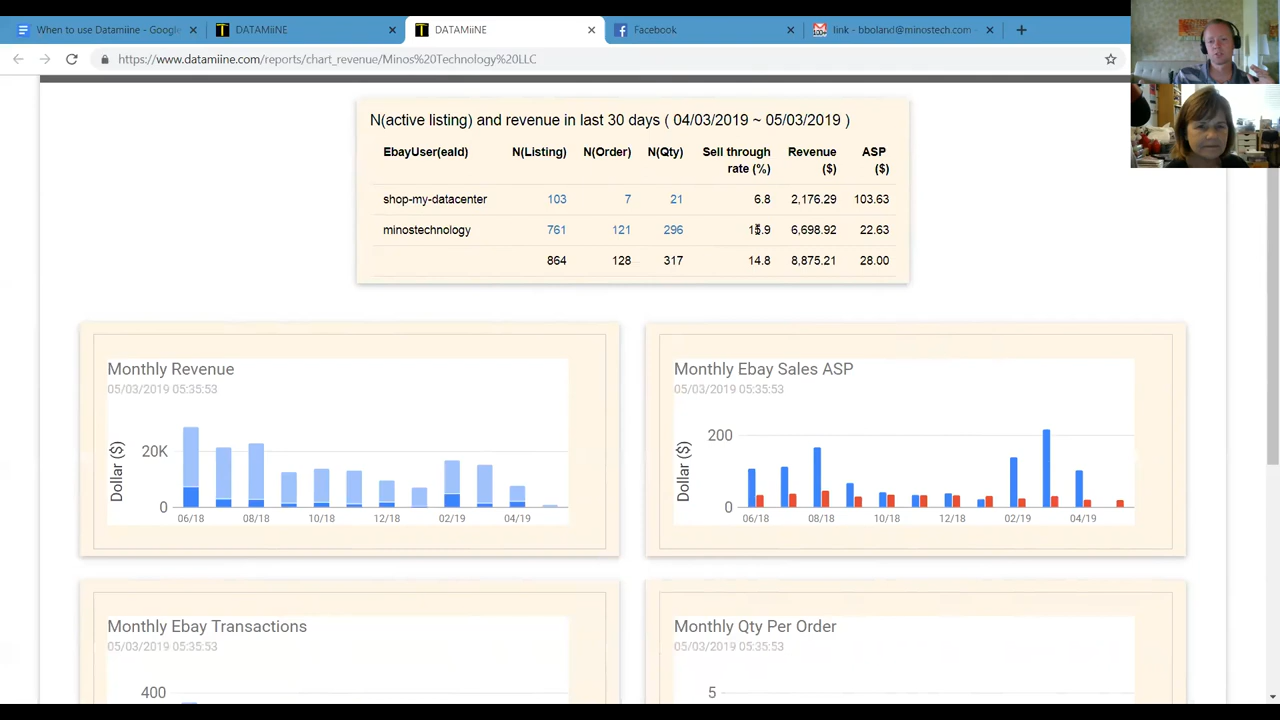 When to use Datamiine - Google
DATAMiiNE
DATAMiiNE
Facebook
100+
link - bboland@minostech.com -
https://www.datamiine.com/reports/chart_revenue/Minos%20Technology%20LLC
N(active listing) and revenue in last 30 days ( 04/03/2019 ~ 05/03/2019 )
EbayUser(eaId) N(Listing) N(Order) N(Qty) Sell through rate (%) Revenue ($) ASP ($)
shop-my-datacenter 103 7 21 6.8 2,176.29 103.63
minostechnology 761 121 296 15.9 6,698.92 22.63
864 128 317 14.8 8,875.21 28.00
Monthly Revenue
05/03/2019 05:35:53
Dollar ($)
20K
0
06/18 08/18 10/18 12/18 02/19 04/19
Monthly Ebay Sales ASP
05/03/2019 05:35:53
Dollar ($)
200
0
06/18 08/18 10/18 12/18 02/19 04/19
Monthly Ebay Transactions
05/03/2019 05:35:53
400
Monthly Qty Per Order
05/03/2019 05:35:53
5